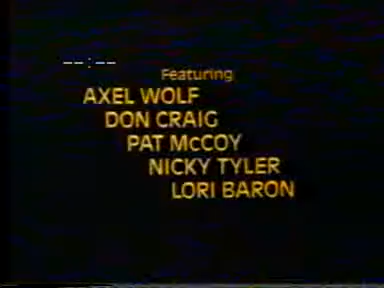 --:--
Featuring
AXEL WOLF
DON CRAIG
PAT McCOY
NICKY TYLER
LORI BARON